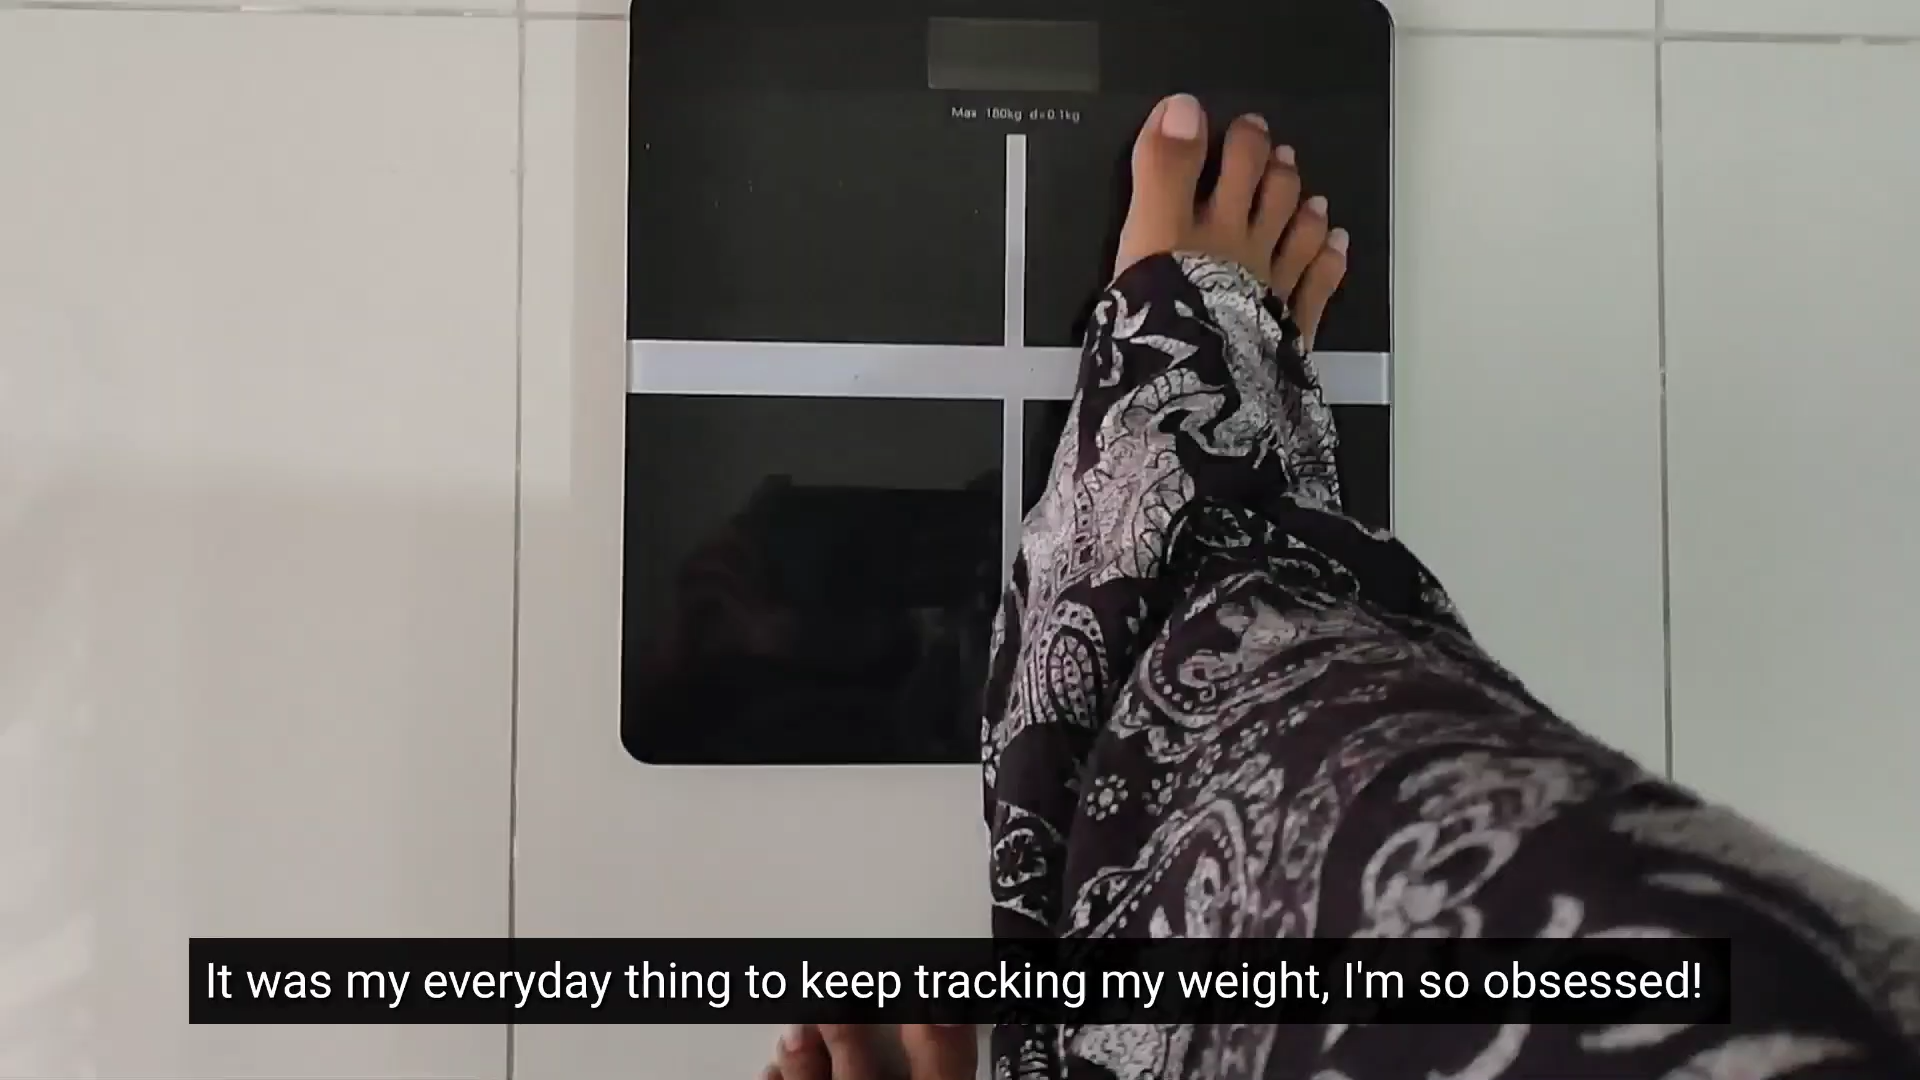 Max 180kg d=0.1kg
It was my everyday thing to keep tracking my weight, I'm so obsessed!